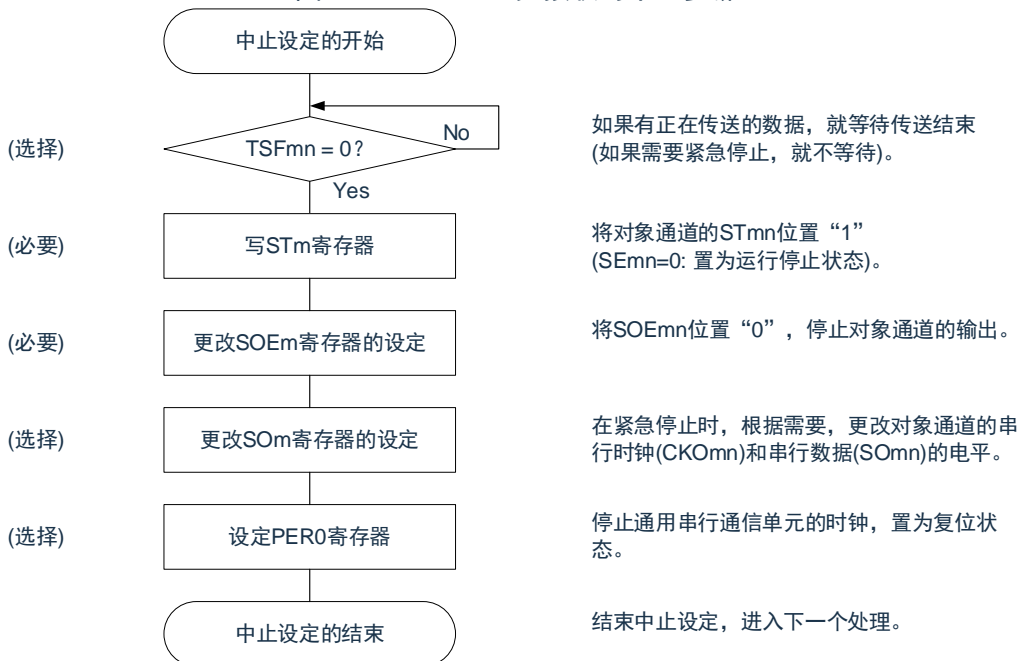 中止设定的开始
No
(选择)
TSFmn = 0?
如果有正在传送的数据，就等待传送结束
(如果需要紧急停止，就不等待)。
Yes
(必要)
写STm寄存器
将对象通道的STmn位置“1”
(SEmn=0: 置为运行停止状态)。
(必要)
更改SOEm寄存器的设定
将SOEmn位置“0”，停止对象通道的输出。
(选择)
更改SOm寄存器的设定
在紧急停止时，根据需要，更改对象通道的串
行时钟(CKOmn)和串行数据(SOmn)的电平。
(选择)
设定PER0寄存器
停止通用串行通信单元的时钟，置为复位状
态。
中止设定的结束
结束中止设定，进入下一个处理。